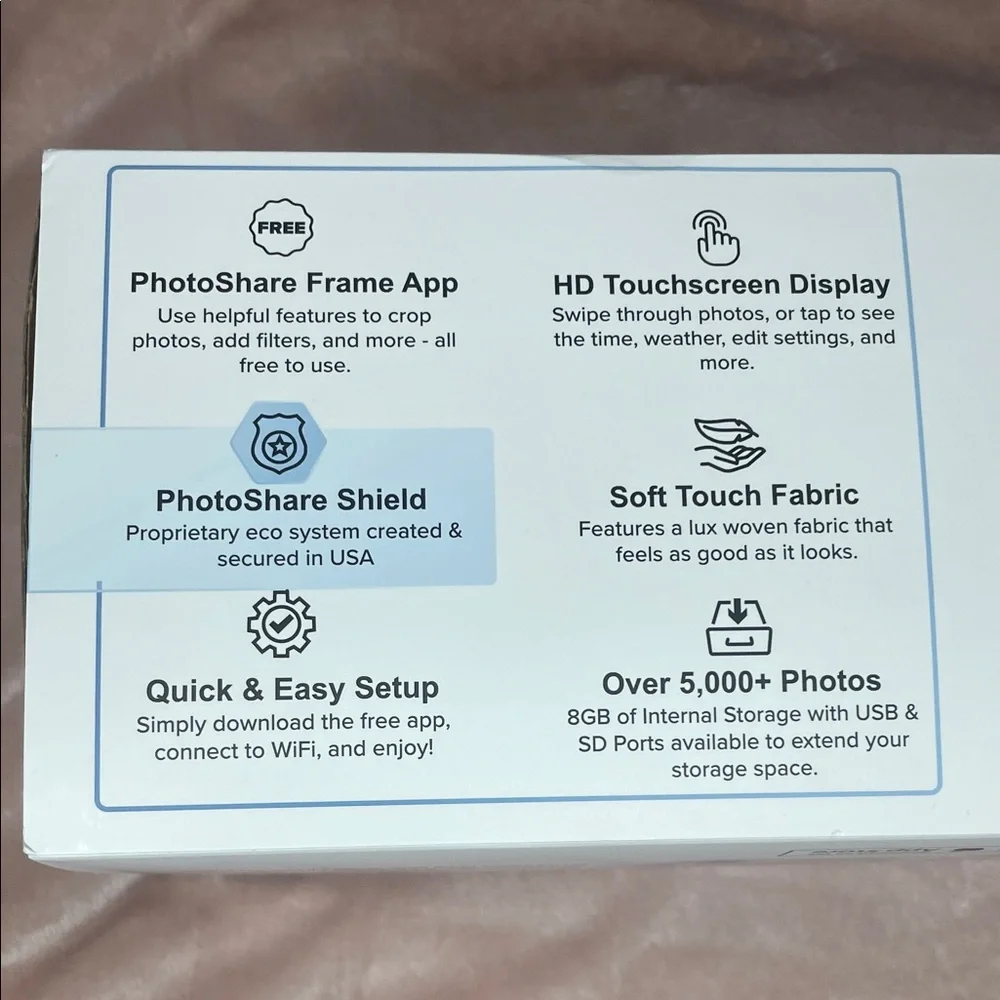 FREE
PhotoShare Frame App
Use helpful features to crop
photos, add filters, and more - all
free to use.
HD Touchscreen Display
Swipe through photos, or tap to see
the time, weather, edit settings, and
more.
PhotoShare Shield
Proprietary eco system created &
secured in USA
Soft Touch Fabric
Features a lux woven fabric that
feels as good as it looks.
Quick & Easy Setup
Simply download the free app,
connect to WiFi, and enjoy!
Over 5,000+ Photos
8GB of Internal Storage with USB &
SD Ports available to extend your
storage space.